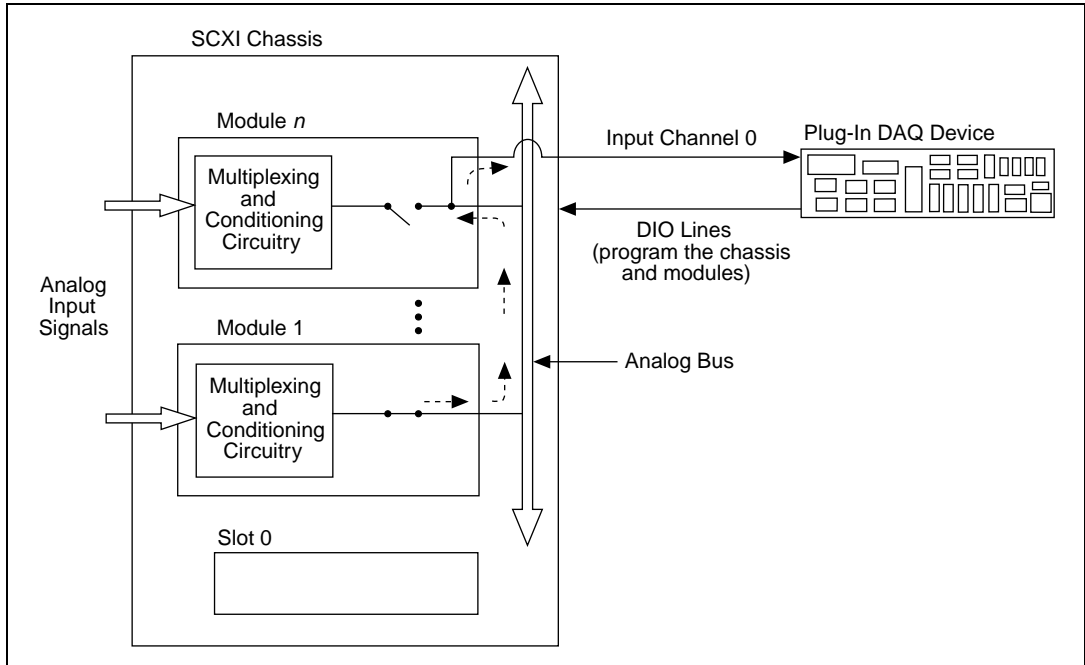 SCXI Chassis
Module n
Multiplexing
and
Conditioning
Circuitry
Input Channel 0
Plug-In DAQ Device
DIO Lines
(program the chassis
and modules)
Analog
Input
Signals
Module 1
Multiplexing
and
Conditioning
Circuitry
Analog Bus
Slot 0